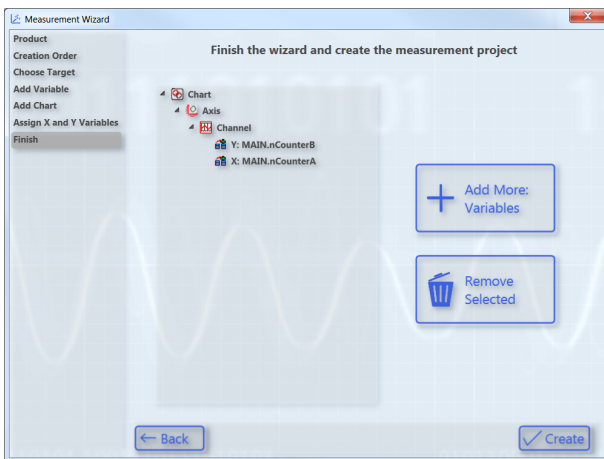 Measurement Wizard
Product
Creation Order
Choose Target
Add Variable
Add Chart
Assign X and Y Variables
Finish
Finish the wizard and create the measurement project
Chart
Axis
Channel
Y: MAIN.nCounterB
X: MAIN.nCounterA
Add More:
Variables
Remove
Selected
Back
Create